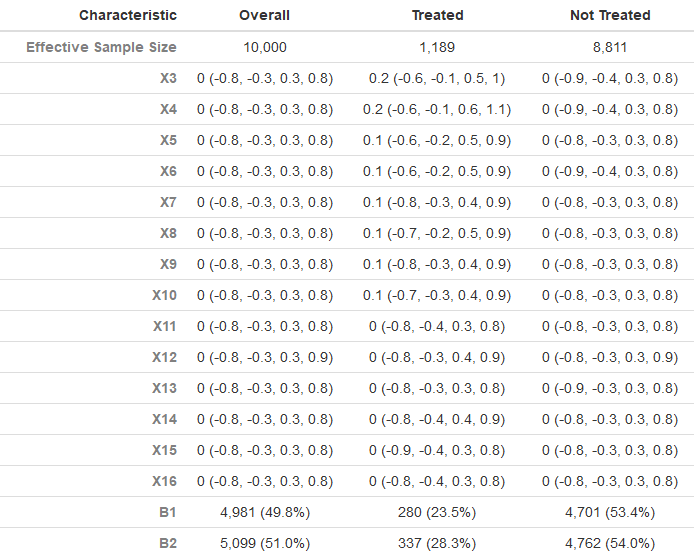 Characteristic Overall Treated Not Treated
Effective Sample Size 10,000 1,189 8,811
X3 0 (-0.8, -0.3, 0.3, 0.8) 0.2 (-0.6, -0.1, 0.5, 1) 0 (-0.9, -0.4, 0.3, 0.8)
X4 0 (-0.8, -0.3, 0.3, 0.8) 0.2 (-0.6, -0.1, 0.6, 1.1) 0 (-0.9, -0.4, 0.3, 0.8)
X5 0 (-0.8, -0.3, 0.3, 0.8) 0.1 (-0.6, -0.2, 0.5, 0.9) 0 (-0.8, -0.3, 0.3, 0.8)
X6 0 (-0.8, -0.3, 0.3, 0.8) 0.1 (-0.6, -0.2, 0.5, 0.9) 0 (-0.9, -0.4, 0.3, 0.8)
X7 0 (-0.8, -0.3, 0.3, 0.8) 0.1 (-0.8, -0.3, 0.4, 0.9) 0 (-0.8, -0.3, 0.3, 0.8)
X8 0 (-0.8, -0.3, 0.3, 0.8) 0.1 (-0.7, -0.2, 0.5, 0.9) 0 (-0.8, -0.3, 0.3, 0.8)
X9 0 (-0.8, -0.3, 0.3, 0.8) 0.1 (-0.8, -0.3, 0.4, 0.9) 0 (-0.8, -0.3, 0.3, 0.8)
X10 0 (-0.8, -0.3, 0.3, 0.8) 0.1 (-0.7, -0.3, 0.4, 0.9) 0 (-0.8, -0.3, 0.3, 0.8)
X11 0 (-0.8, -0.3, 0.3, 0.8) 0 (-0.8, -0.4, 0.3, 0.8) 0 (-0.8, -0.3, 0.3, 0.8)
X12 0 (-0.8, -0.3, 0.3, 0.9) 0 (-0.8, -0.3, 0.4, 0.9) 0 (-0.8, -0.3, 0.3, 0.9)
X13 0 (-0.8, -0.3, 0.3, 0.8) 0 (-0.8, -0.3, 0.3, 0.8) 0 (-0.9, -0.3, 0.3, 0.8)
X14 0 (-0.8, -0.3, 0.3, 0.8) 0 (-0.8, -0.4, 0.4, 0.9) 0 (-0.8, -0.3, 0.3, 0.8)
X15 0 (-0.8, -0.3, 0.3, 0.8) 0 (-0.9, -0.4, 0.3, 0.8) 0 (-0.8, -0.3, 0.3, 0.8)
X16 0 (-0.8, -0.3, 0.3, 0.8) 0 (-0.8, -0.4, 0.3, 0.8) 0 (-0.8, -0.3, 0.3, 0.8)
B1 4,981 (49.8%) 280 (23.5%) 4,701 (53.4%)
B2 5,099 (51.0%) 337 (28.3%) 4,762 (54.0%)